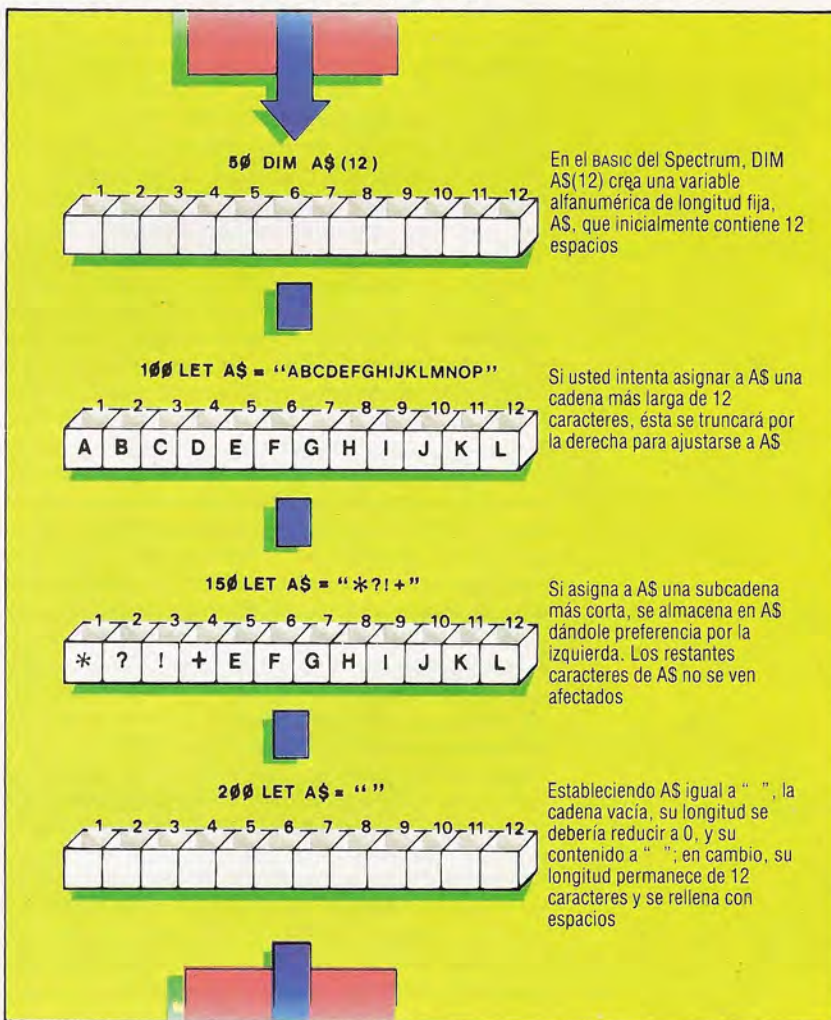 50 DIM A$(12)
1 2 3 4 5 6 7 8 9 10 11 12
En el BASIC del Spectrum, DIM
A$(12) crea una variable
alfanumérica de longitud fija,
A$, que inicialmente contiene 12
espacios
100 LET A$ = “ABCDEFGHIJKLMNOP”
1 2 3 4 5 6 7 8 9 10 11 12
A B C D E F G H I J K L
Si usted intenta asignar a A$ una
cadena más larga de 12
caracteres, ésta se truncará por
la derecha para ajustarse a A$
150 LET A$ = “*?!+”
1 2 3 4 5 6 7 8 9 10 11 12
* ? ! + E F G H I J K L
Si asigna a A$ una subcadena
más corta, se almacena en A$
dándole preferencia por la
izquierda. Los restantes
caracteres de A$ no se ven
afectados
200 LET A$ = “ ”
1 2 3 4 5 6 7 8 9 10 11 12
Estableciendo A$ igual a “ ”, la
cadena vacía, su longitud se
debería reducir a 0, y su
contenido a “ ”; en cambio, su
longitud permanece de 12
caracteres y se rellena con
espacios